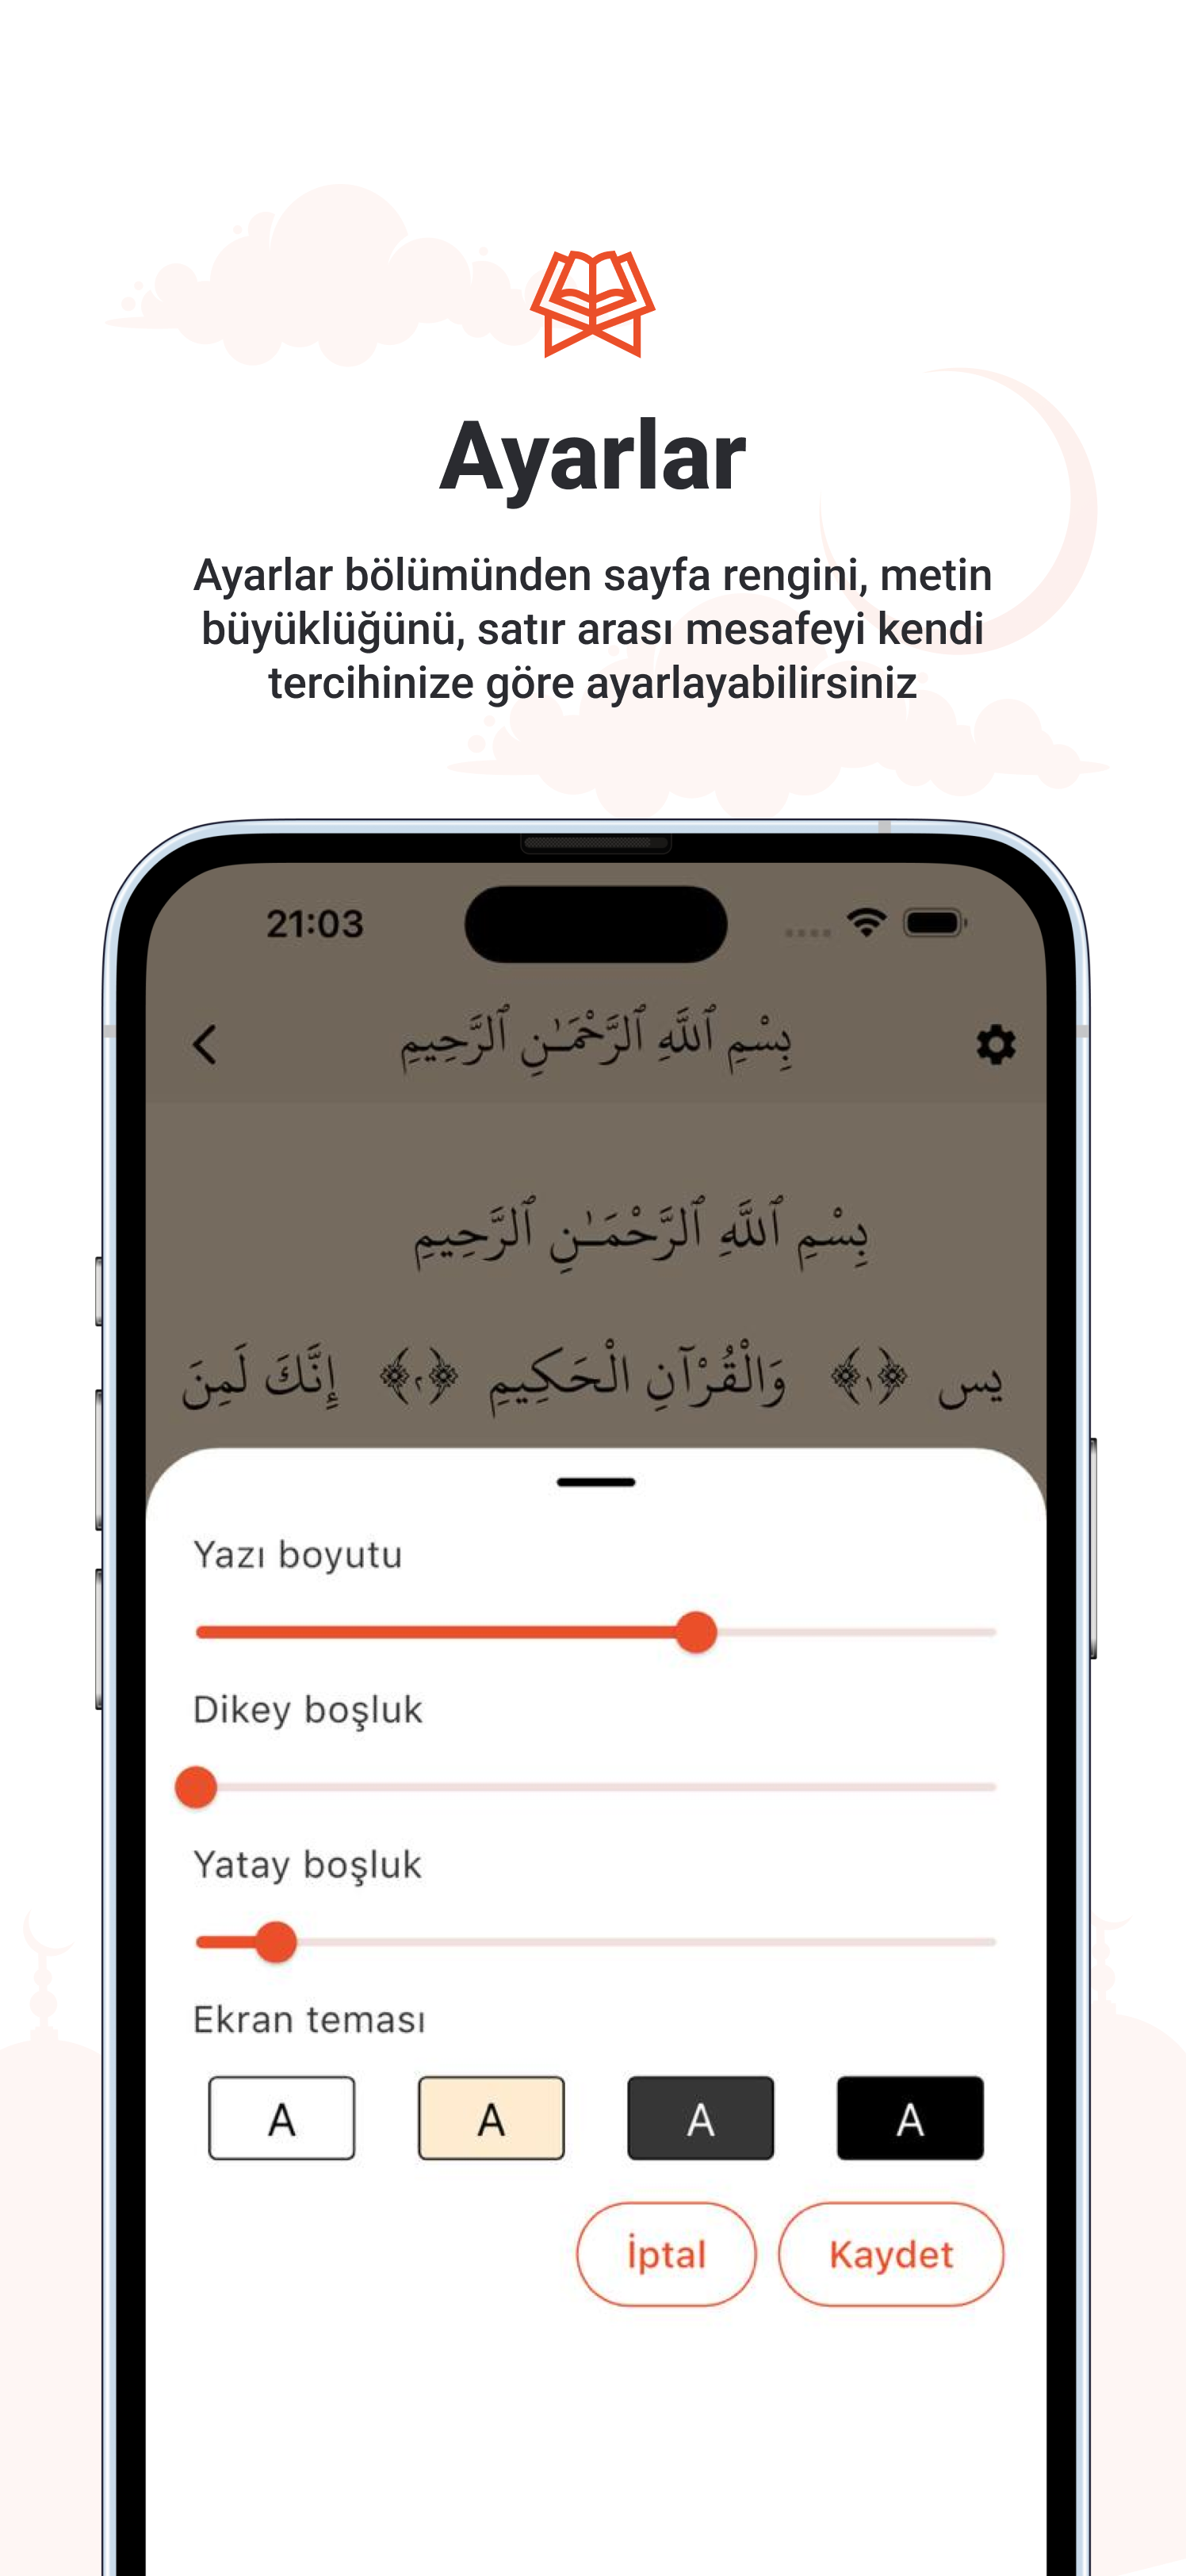 Ayarlar
Ayarlar bölümünden sayfa rengini, metin
büyüklüğünü, satır arası mesafeyi kendi
tercihinize göre ayarlayabilirsiniz
21:03
بِسْمِ ٱللَّهِ ٱلرَّحْمَـٰنِ ٱلرَّحِيمِ
بِسْمِ ٱللَّهِ ٱلرَّحْمَـٰنِ ٱلرَّحِيمِ
يس ﴿١﴾ وَالْقُرْآنِ الْحَكِيمِ ﴿٢﴾ إِنَّكَ لَمِنَ
Yazı boyutu
Dikey boşluk
Yatay boşluk
Ekran teması
A A A A
İptal Kaydet